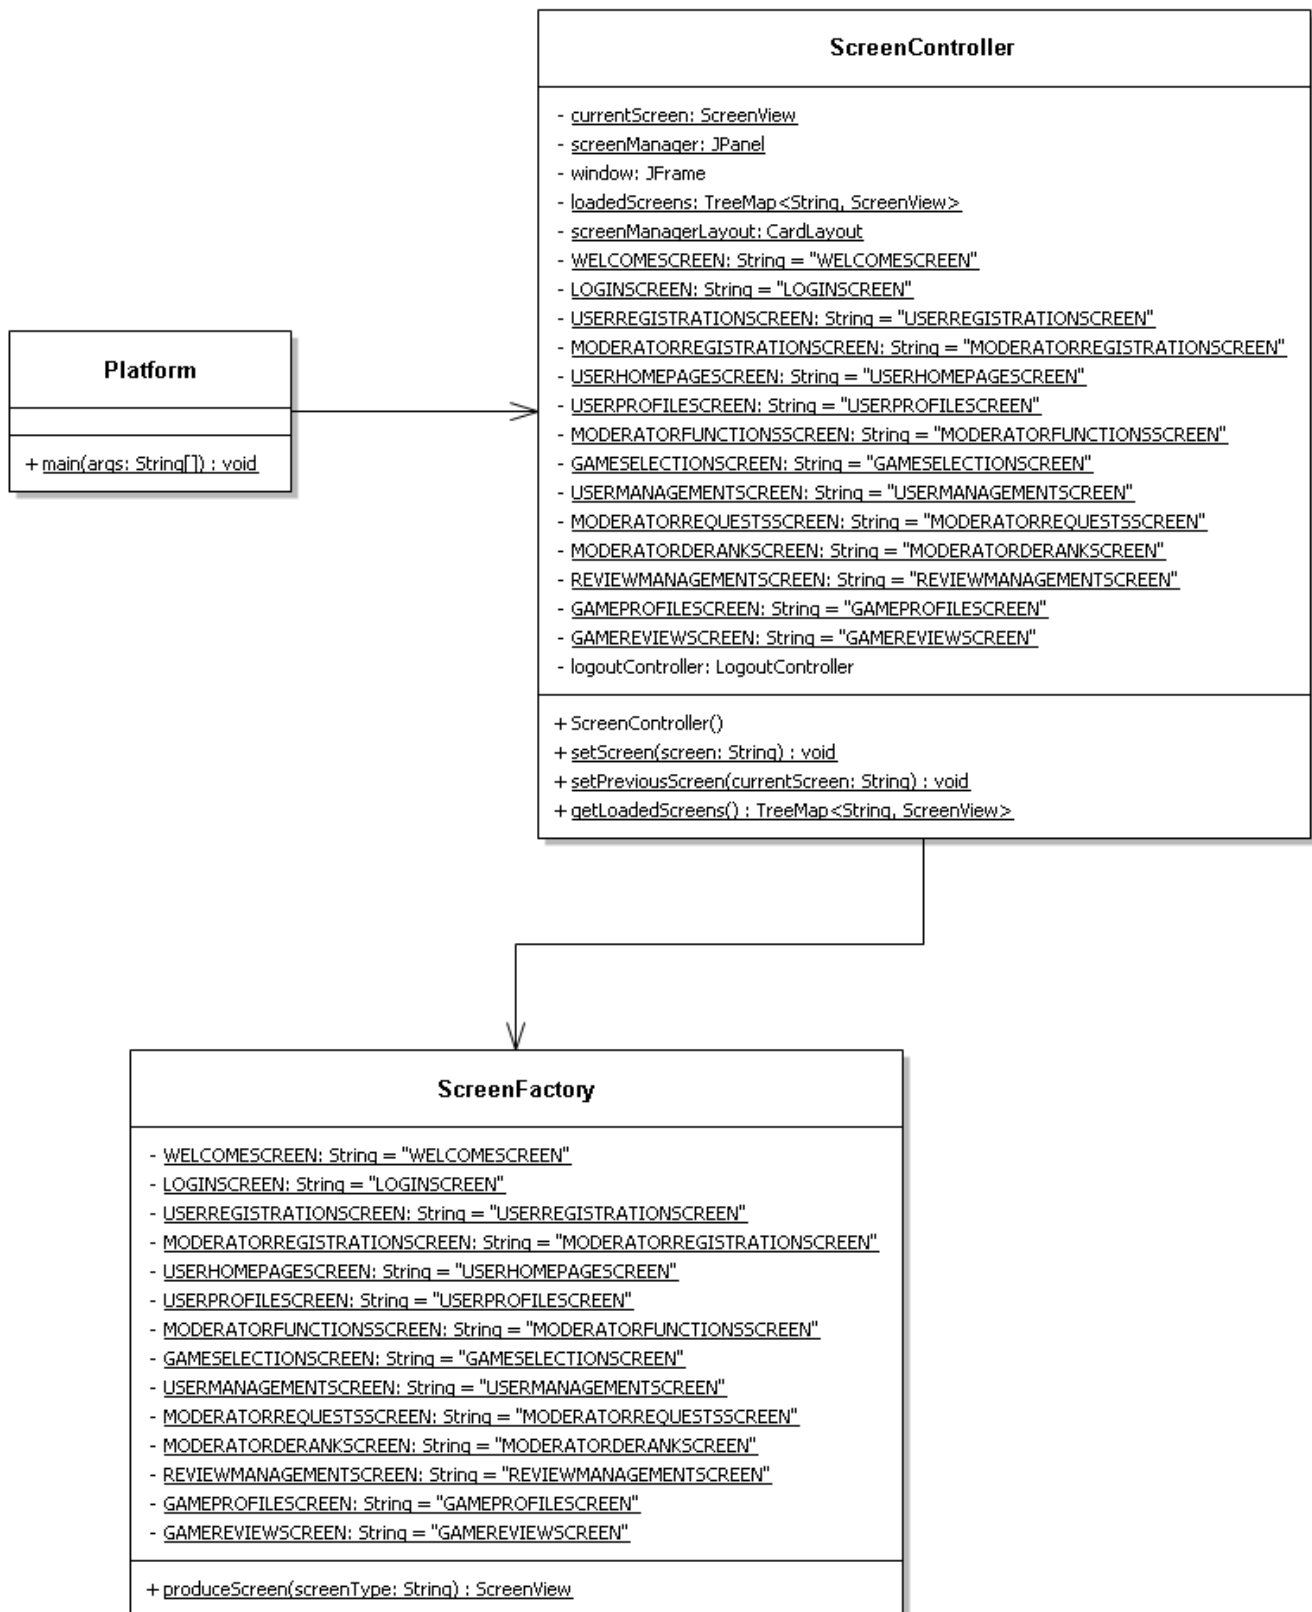 ScreenController
- currentScreen: ScreenView
- screenManager: JPanel
- window: JFrame
- loadedScreens: TreeMap<String, ScreenView>
- screenManagerLayout: CardLayout
- WELCOMESCREEN: String = "WELCOMESCREEN"
- LOGINSCREEN: String = "LOGINSCREEN"
- USERREGISTRATIONSCREEN: String = "USERREGISTRATIONSCREEN"
- MODERATORREGISTRATIONSCREEN: String = "MODERATORREGISTRATIONSCREEN"
- USERHOMEPAGESCREEN: String = "USERHOMEPAGESCREEN"
- USERPROFILESCREEN: String = "USERPROFILESCREEN"
- MODERATORFUNCTIONSSCREEN: String = "MODERATORFUNCTIONSSCREEN"
- GAMESELECTIONSCREEN: String = "GAMESELECTIONSCREEN"
- USERMANAGEMENTSCREEN: String = "USERMANAGEMENTSCREEN"
- MODERATORREQUESTSSCREEN: String = "MODERATORREQUESTSSCREEN"
- MODERATORDERANKSCREEN: String = "MODERATORDERANKSCREEN"
- REVIEWMANAGEMENTSCREEN: String = "REVIEWMANAGEMENTSCREEN"
- GAMEPROFILESCREEN: String = "GAMEPROFILESCREEN"
- GAMEREVIEWSCREEN: String = "GAMEREVIEWSCREEN"
- logoutController: LogoutController
+ ScreenController()
+ setScreen(screen: String) : void
+ setPreviousScreen(currentScreen: String) : void
+ getLoadedScreens() : TreeMap<String, ScreenView>
Platform
+ main(args: String[]) : void
ScreenFactory
- WELCOMESCREEN: String = "WELCOMESCREEN"
- LOGINSCREEN: String = "LOGINSCREEN"
- USERREGISTRATIONSCREEN: String = "USERREGISTRATIONSCREEN"
- MODERATORREGISTRATIONSCREEN: String = "MODERATORREGISTRATIONSCREEN"
- USERHOMEPAGESCREEN: String = "USERHOMEPAGESCREEN"
- USERPROFILESCREEN: String = "USERPROFILESCREEN"
- MODERATORFUNCTIONSSCREEN: String = "MODERATORFUNCTIONSSCREEN"
- GAMESELECTIONSCREEN: String = "GAMESELECTIONSCREEN"
- USERMANAGEMENTSCREEN: String = "USERMANAGEMENTSCREEN"
- MODERATORREQUESTSSCREEN: String = "MODERATORREQUESTSSCREEN"
- MODERATORDERANKSCREEN: String = "MODERATORDERANKSCREEN"
- REVIEWMANAGEMENTSCREEN: String = "REVIEWMANAGEMENTSCREEN"
- GAMEPROFILESCREEN: String = "GAMEPROFILESCREEN"
- GAMEREVIEWSCREEN: String = "GAMEREVIEWSCREEN"
+ produceScreen(screenType: String) : ScreenView